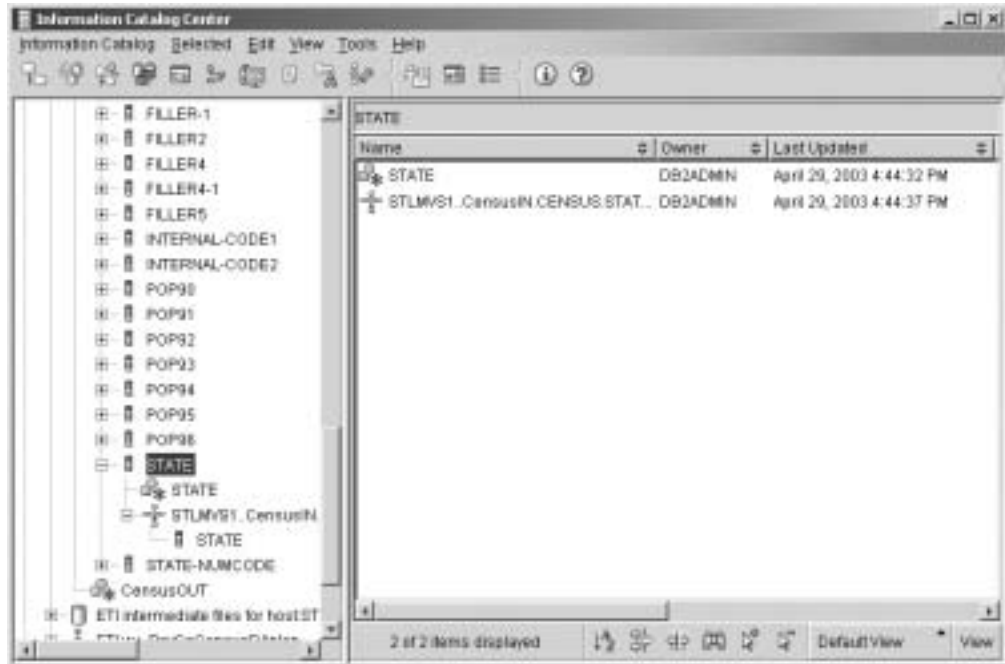 Information Catalog Center
Information Catalog Selected Edit View Tools Help
FILLER-1
FILLER2
FILLER4
FILLER4-1
FILLER5
INTERNAL-CODE1
INTERNAL-CODE2
POP90
POP91
POP92
POP93
POP94
POP95
POP96
STATE
STATE
STLMVS1..CensusIN.
STATE
STATE-NUMCODE
CensusOUT
ETI intermediate files for host ST
STATE
Name Owner Last Updated
STATE DB2ADMIN April 29, 2003 4:44:32 PM
STLMVS1..CensusIN.CENSUS.STAT... DB2ADMIN April 29, 2003 4:44:37 PM
2 of 2 items displayed Default View View